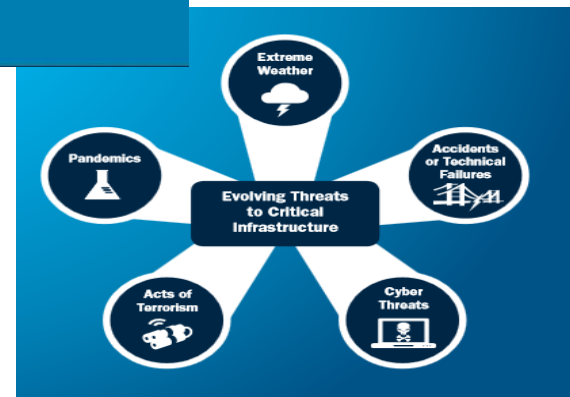 Extreme
Weather
Pandemics
Accidents
or Technical
Failures
Evolving Threats
to Critical
Infrastructure
Acts of
Terrorism
Cyber
Threats